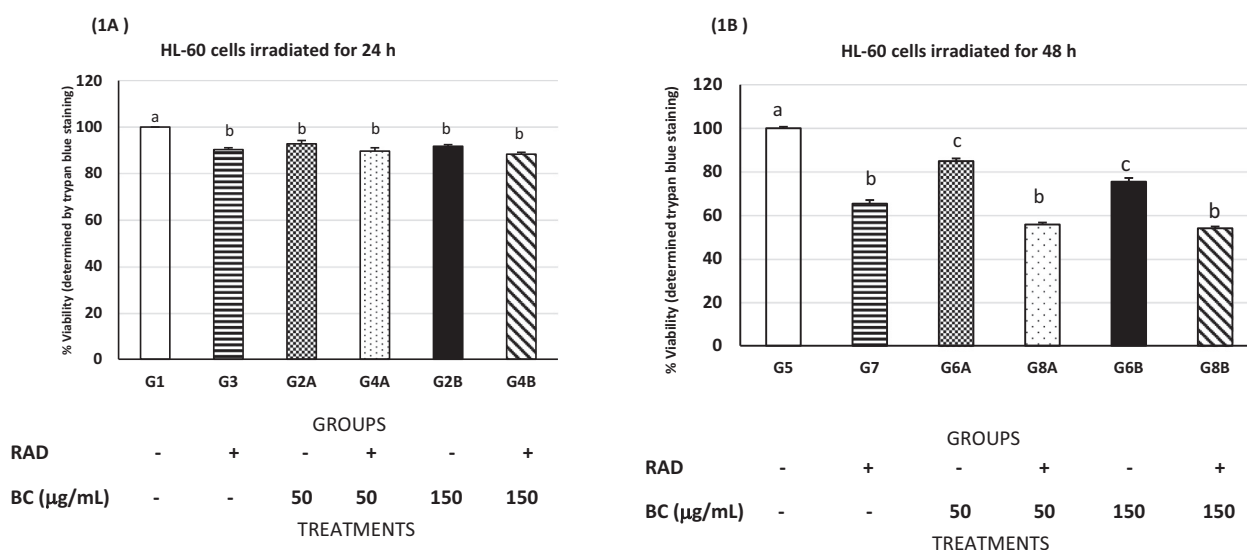 (1A )
HL-60 cells irradiated for 24 h
% Viability (determined by trypan blue staining)
120
100
80
60
40
20
0
a
b
b
b
b
b
G1 G3 G2A G4A G2B G4B
GROUPS
RAD - + - + - +
BC (µg/mL) - - 50 50 150 150
TREATMENTS
(1B )
HL-60 cells irradiated for 48 h
% Viability (determined trypan blue staining)
120
100
80
60
40
20
0
a
b
c
b
c
b
G5 G7 G6A G8A G6B G8B
GROUPS
RAD - + - + - +
BC (µg/mL) - - 50 50 150 150
TREATMENTS